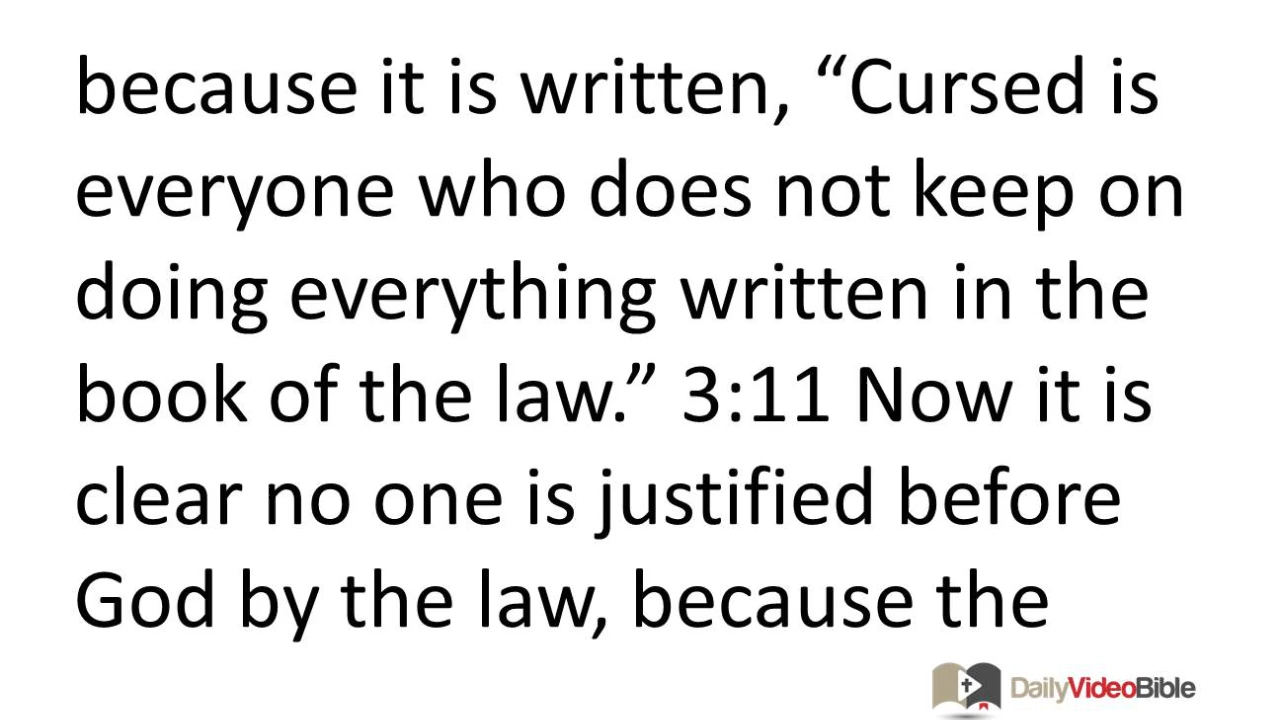 because it is written, “Cursed is
everyone who does not keep on
doing everything written in the
book of the law.” 3:11 Now it is
clear no one is justified before
God by the law, because the
DailyVideoBible